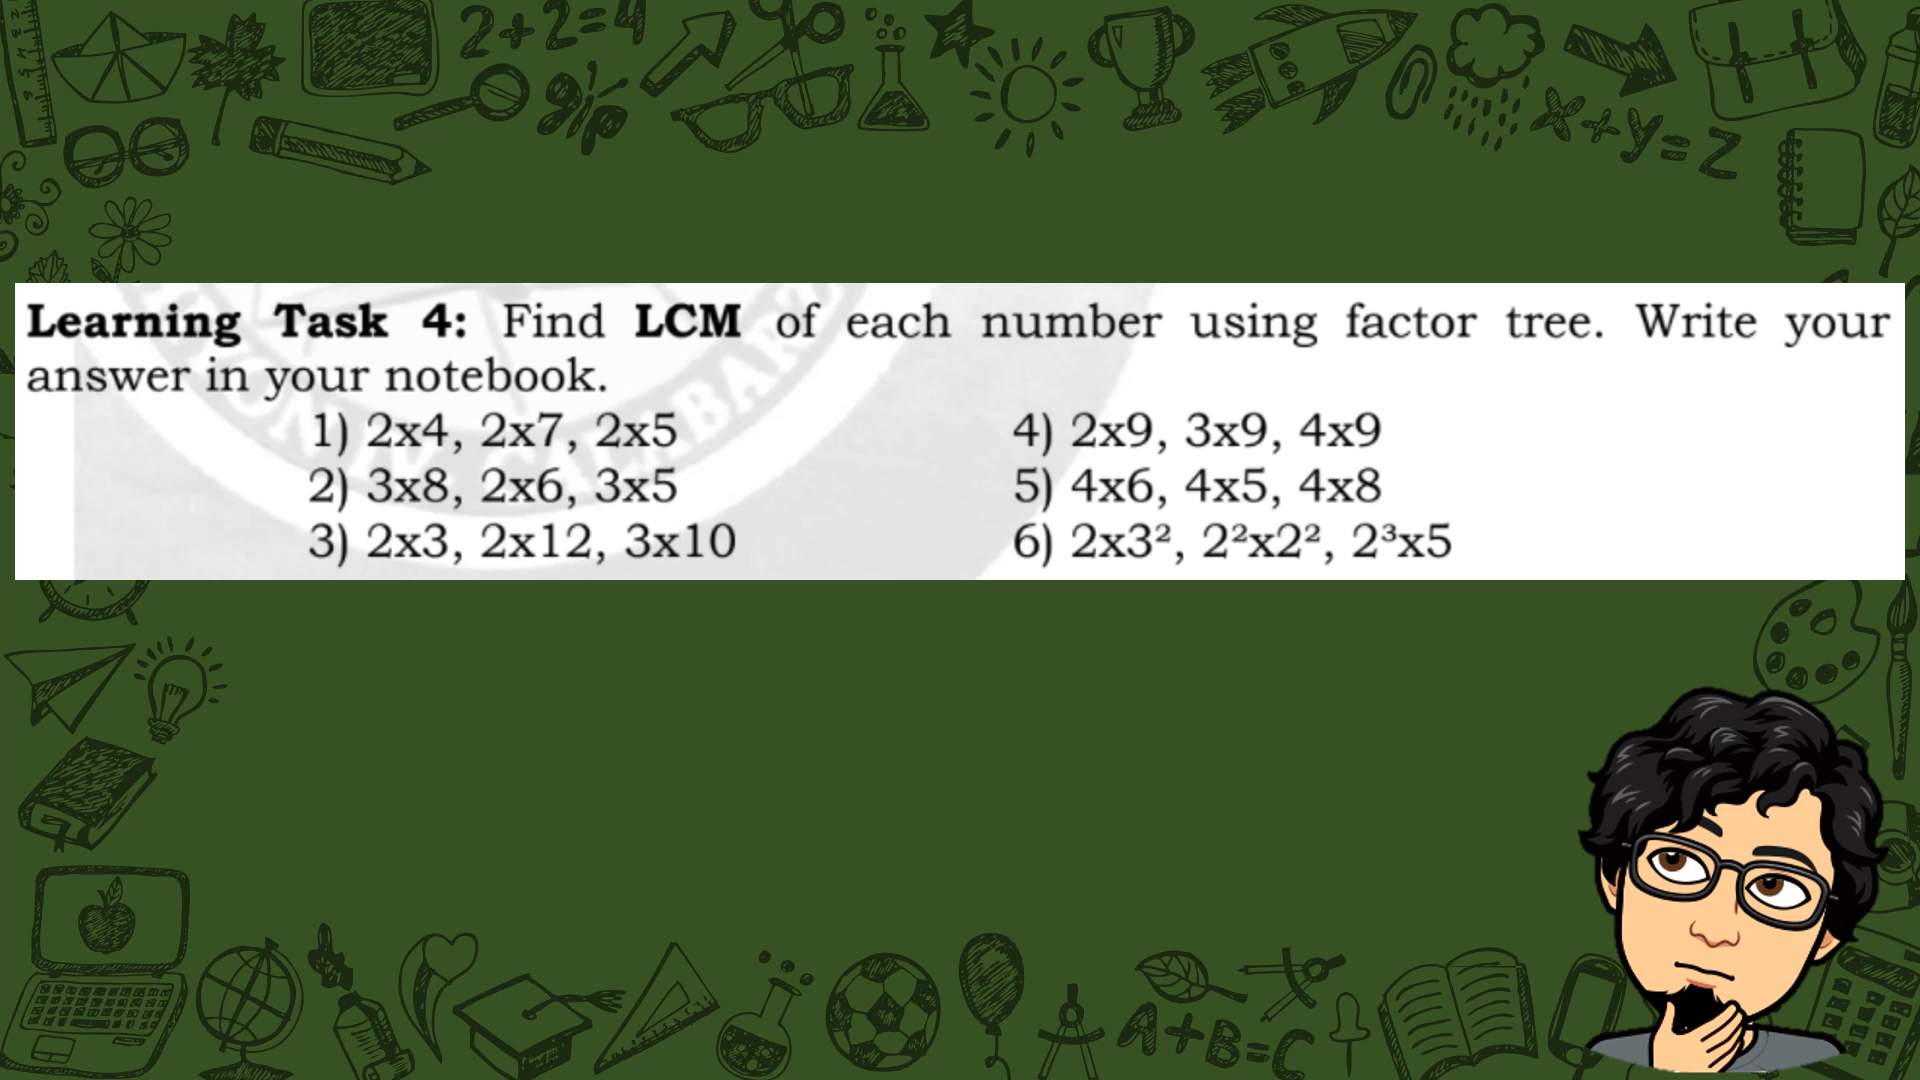 2+2=4
x+y=z
Learning Task 4: Find LCM of each number using factor tree. Write your
answer in your notebook.
1) 2x4, 2x7, 2x5
4) 2x9, 3x9, 4x9
2) 3x8, 2x6, 3x5
5) 4x6, 4x5, 4x8
3) 2x3, 2x12, 3x10
6) 2x3², 2²x2², 2³x5
A+B=C